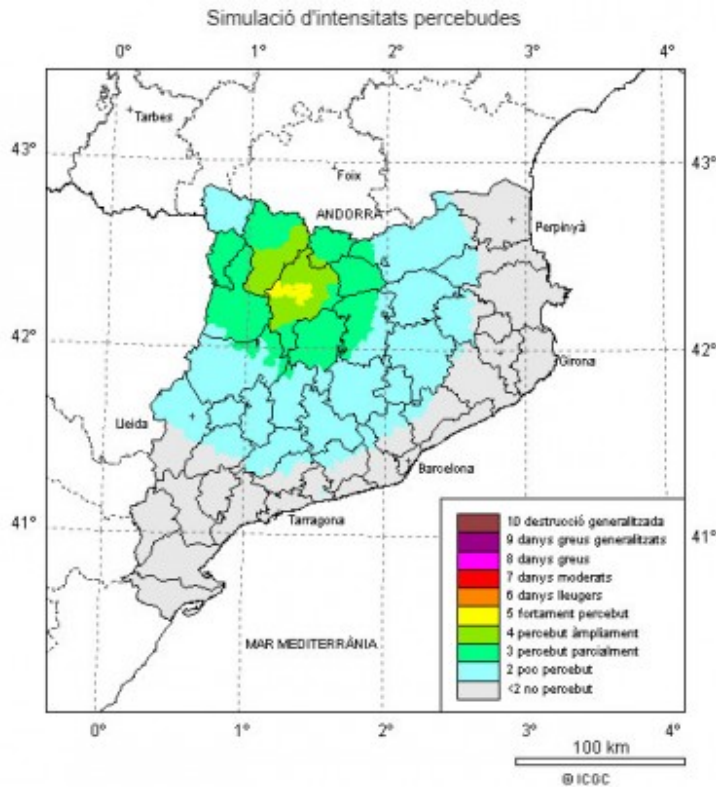 Simulació d'intensitats percebudes
0° 1° 2° 3° 4°
Tarbes
43° 43°
Foix
ANDORRA
Perpinyà
42° 42°
Girona
Lleida
Barcelona
41° 41°
Tarragona
10 destrucció generalitzada
9 danys greus generalitzats
8 danys greus
7 danys moderats
6 danys lleugers
5 fortament percebut
4 percebut àmpliament
3 percebut parcialment
2 poc percebut
<2 no percebut
MAR MEDITERRÀNIA
0° 1° 2° 3° 4°
100 km
© ICGC